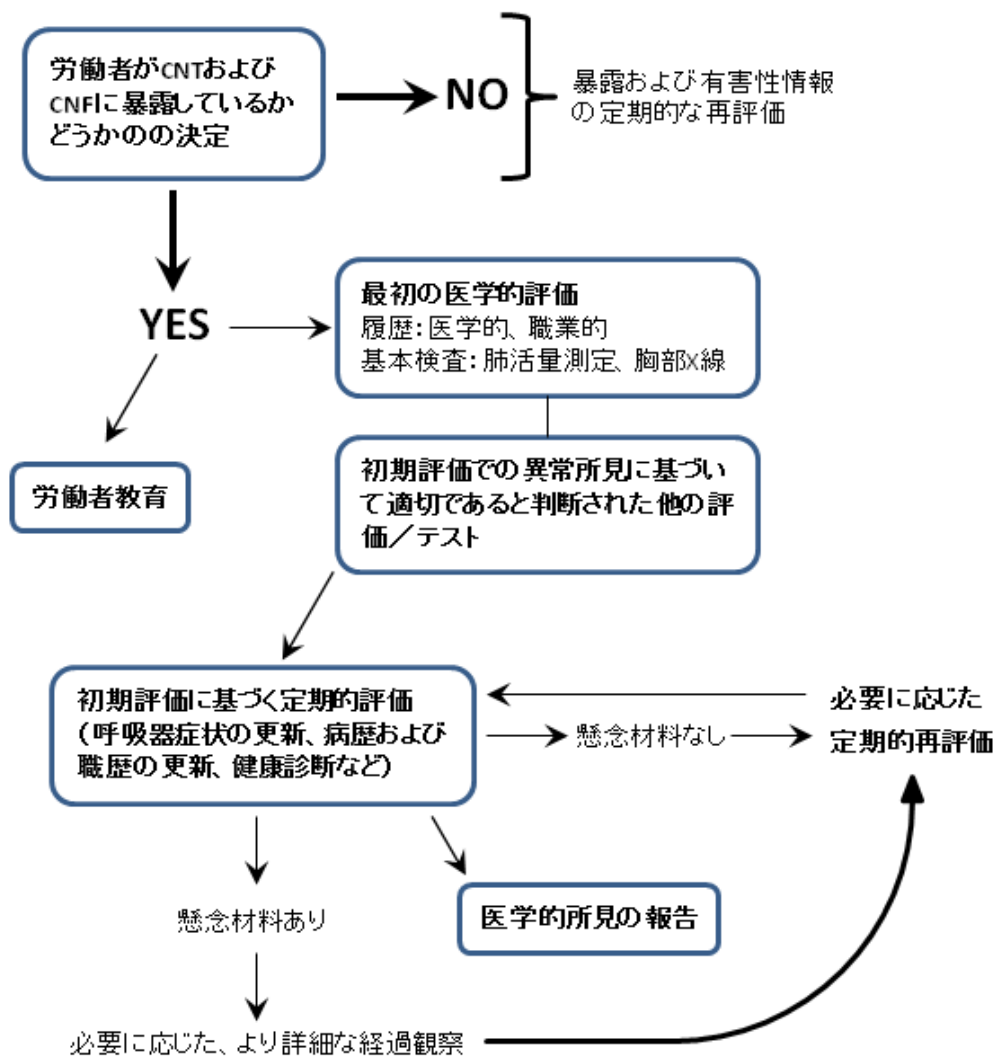 労働者がCNTおよび
CNFに暴露しているか
どうかのの決定
NO
暴露および有害性情報
の定期的な再評価
YES
最初の医学的評価
履歴：医学的、職業的
基本検査：肺活量測定、胸部X線
労働者教育
初期評価での異常所見に基づい
て適切であると判断された他の評
価／テスト
初期評価に基づく定期的評価
（呼吸器症状の更新、病歴および
職歴の更新、健康診断など）
懸念材料なし
必要に応じた
定期的再評価
懸念材料あり
医学的所見の報告
必要に応じた、より詳細な経過観察